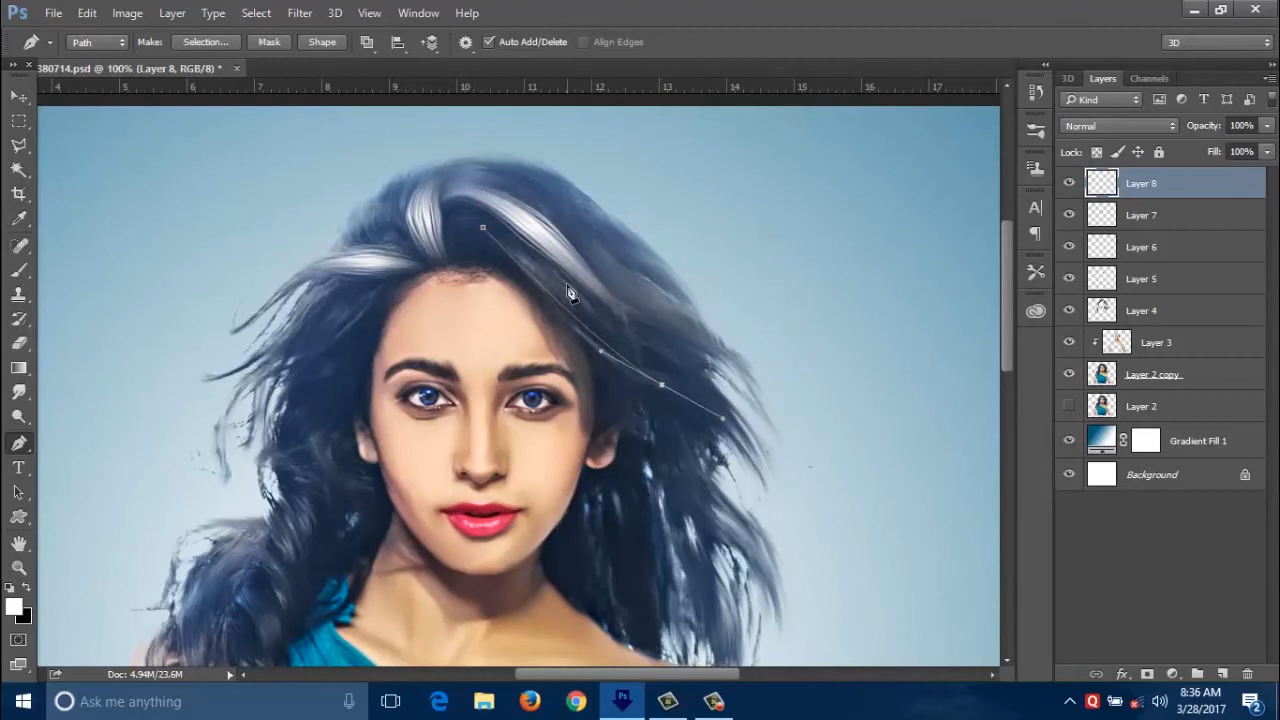 Ps File Edit Image Layer Type Select Filter 3D View Window Help
Path Make: Selection... Mask Shape Auto Add/Delete Align Edges 3D
380714.psd @ 100% (Layer 8, RGB/8) * ×
4 5 6 7 8 9 10 11 12 13 14 15 16 17
3D Layers Channels
Kind
Normal Opacity: 100%
Lock: Fill: 100%
Layer 8
Layer 7
Layer 6
Layer 5
Layer 4
Layer 3
Layer 2 copy
Layer 2
Gradient Fill 1
Background
Doc: 4.94M/23.6M
Ask me anything
8:36 AM
3/28/2017
2